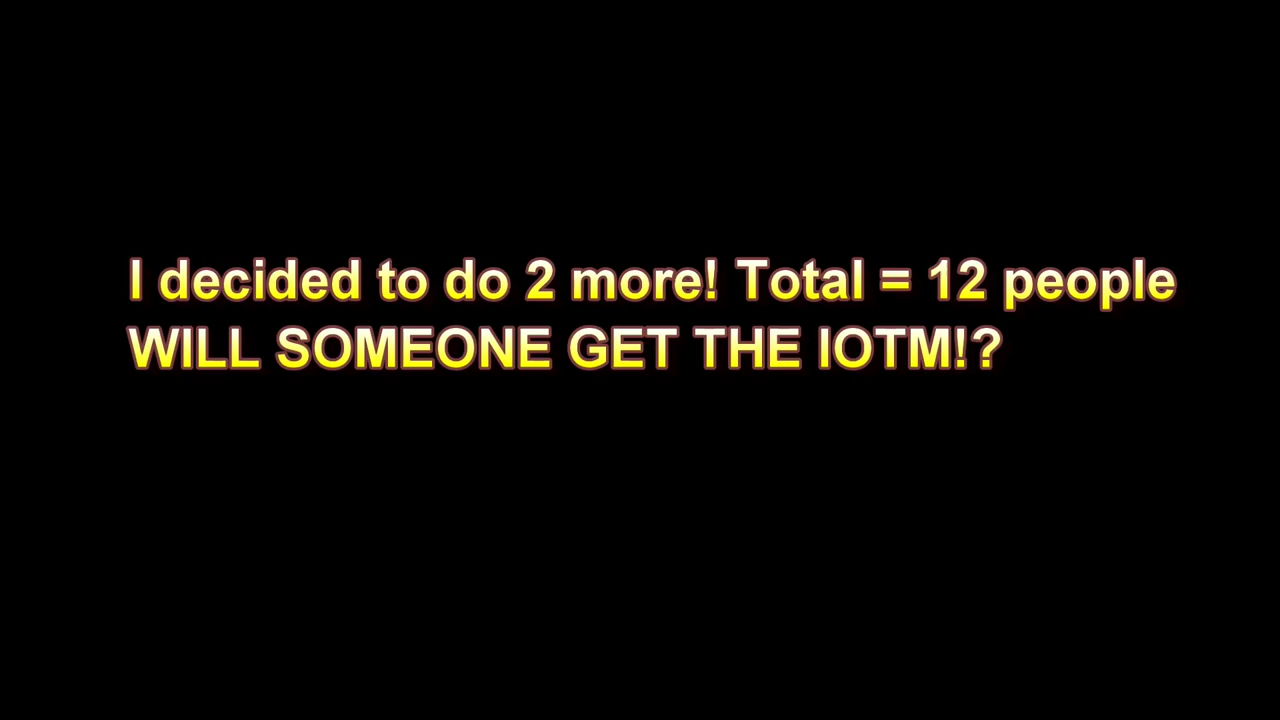 I decided to do 2 more! Total = 12 people
WILL SOMEONE GET THE IOTM!?